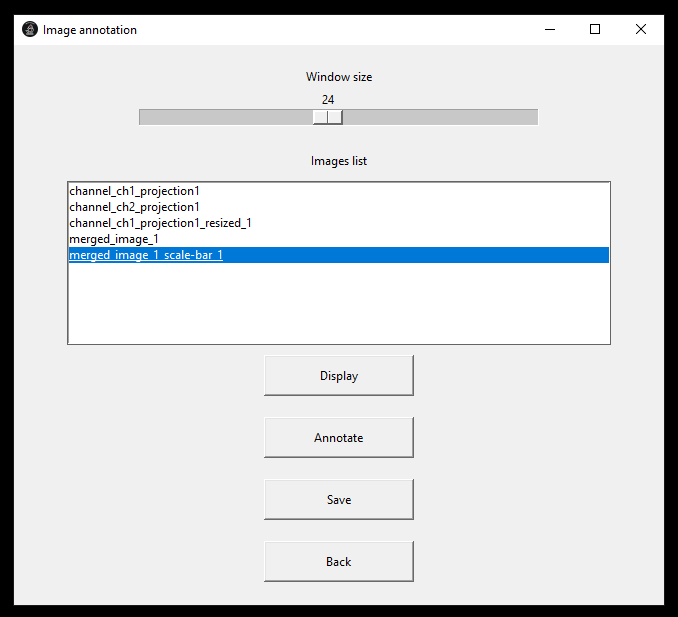 Image annotation
Window size
24
Images list
channel_ch1_projection1
channel_ch2_projection1
channel_ch1_projection1_resized_1
merged_image_1
merged_image_1_scale-bar_1
Display
Annotate
Save
Back